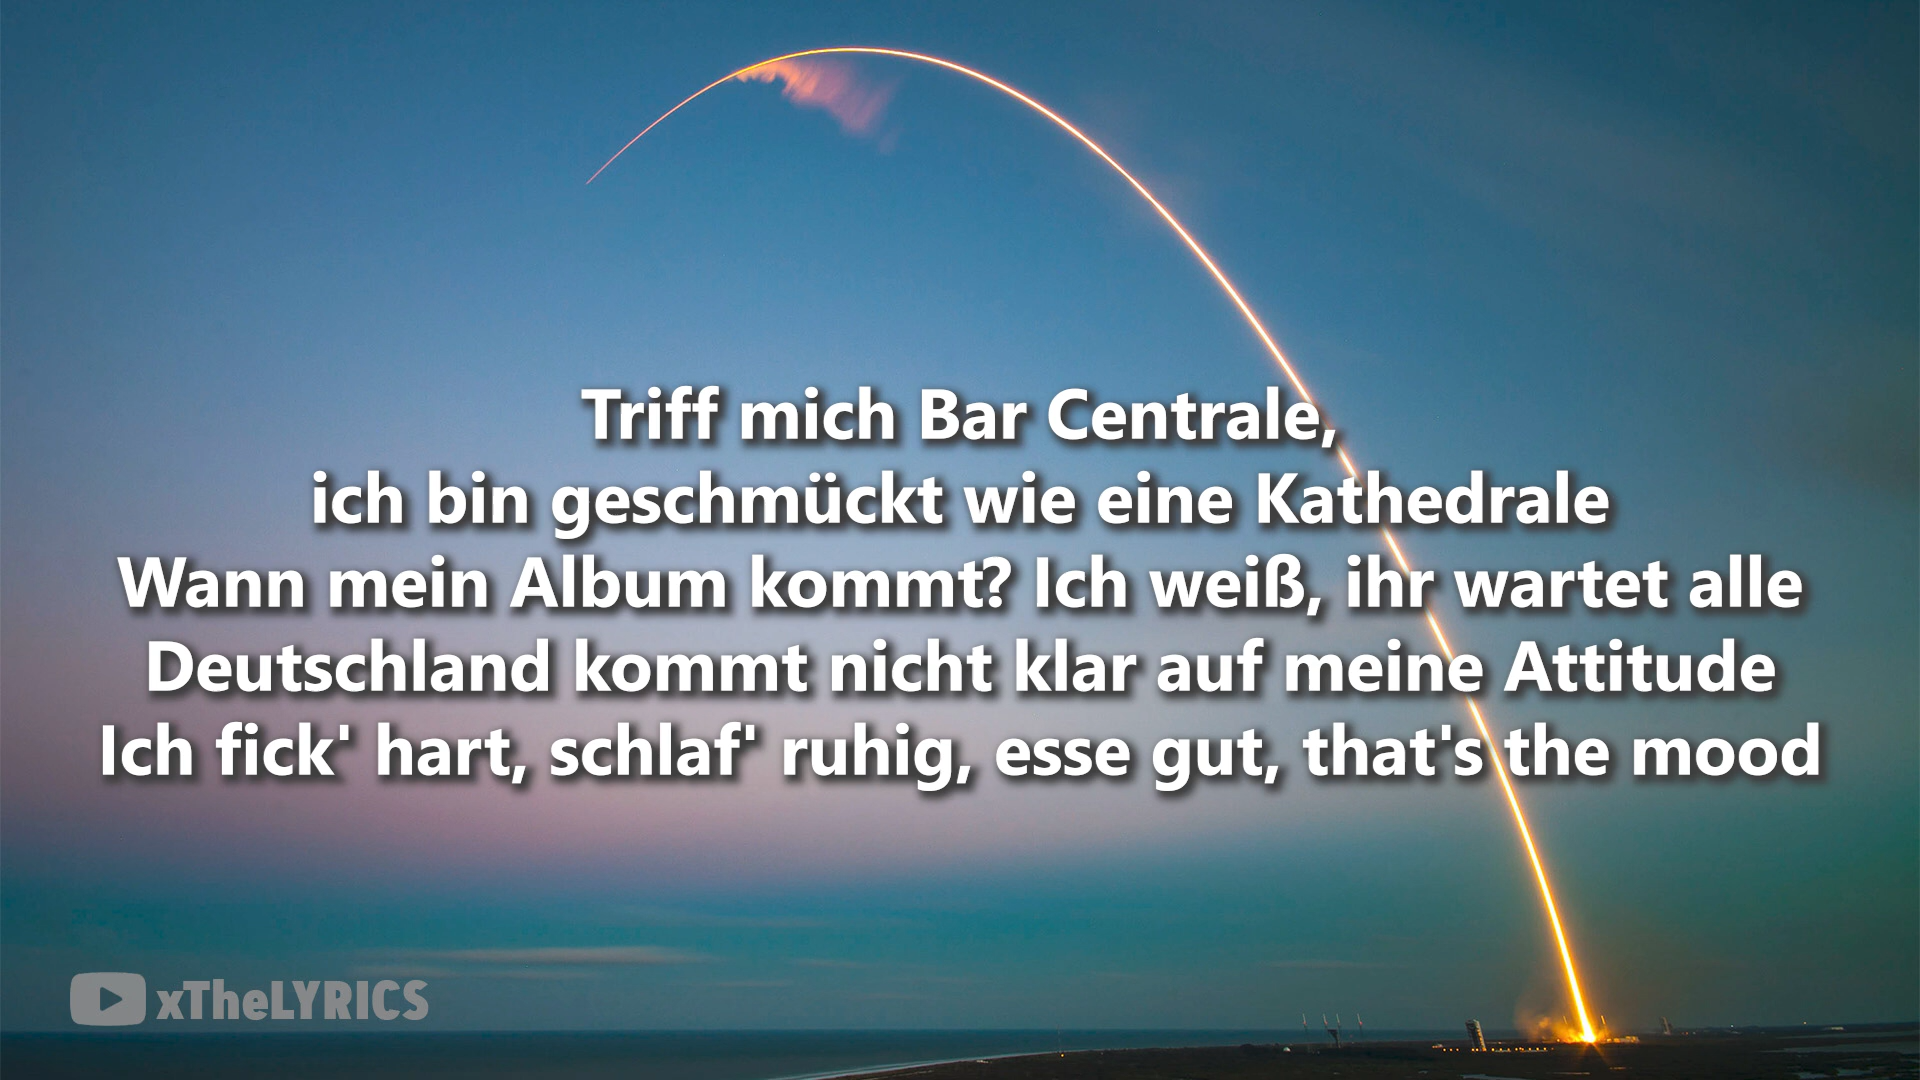 Triff mich Bar Centrale,
ich bin geschmückt wie eine Kathedrale
Wann mein Album kommt? Ich weiß, ihr wartet alle
Deutschland kommt nicht klar auf meine Attitude
Ich fick' hart, schlaf' ruhig, esse gut, that's the mood
xTheLYRICS